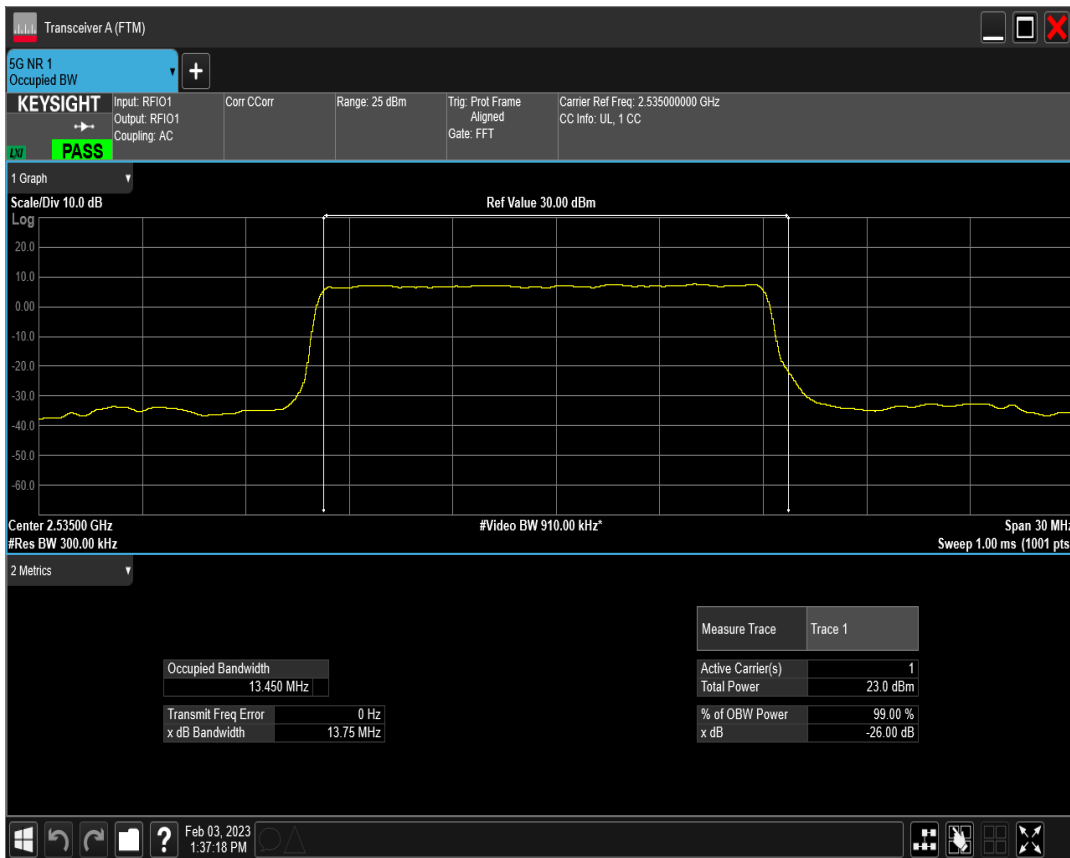 Transceiver A (FTM)
5G NR 1
Occupied BW
+
KEYSIGHT
LXI
PASS
Input: RFIO1
Output: RFIO1
Coupling: AC
Corr CCorr
Range: 25 dBm
Trig: Prot Frame
Aligned
Gate: FFT
Carrier Ref Freq: 2.535000000 GHz
CC Info: UL, 1 CC
1 Graph
Scale/Div 10.0 dB
Ref Value 30.00 dBm
Log
20.0
10.0
0.00
-10.0
-20.0
-30.0
-40.0
-50.0
-60.0
Center 2.53500 GHz
#Video BW 910.00 kHz*
Span 30 MHz
#Res BW 300.00 kHz
Sweep 1.00 ms (1001 pts
2 Metrics
Measure Trace Trace 1
Occupied Bandwidth
13.450 MHz
Active Carrier(s) 1
Total Power 23.0 dBm
Transmit Freq Error 0 Hz
x dB Bandwidth 13.75 MHz
% of OBW Power 99.00 %
x dB -26.00 dB
?
Feb 03, 2023
1:37:18 PM